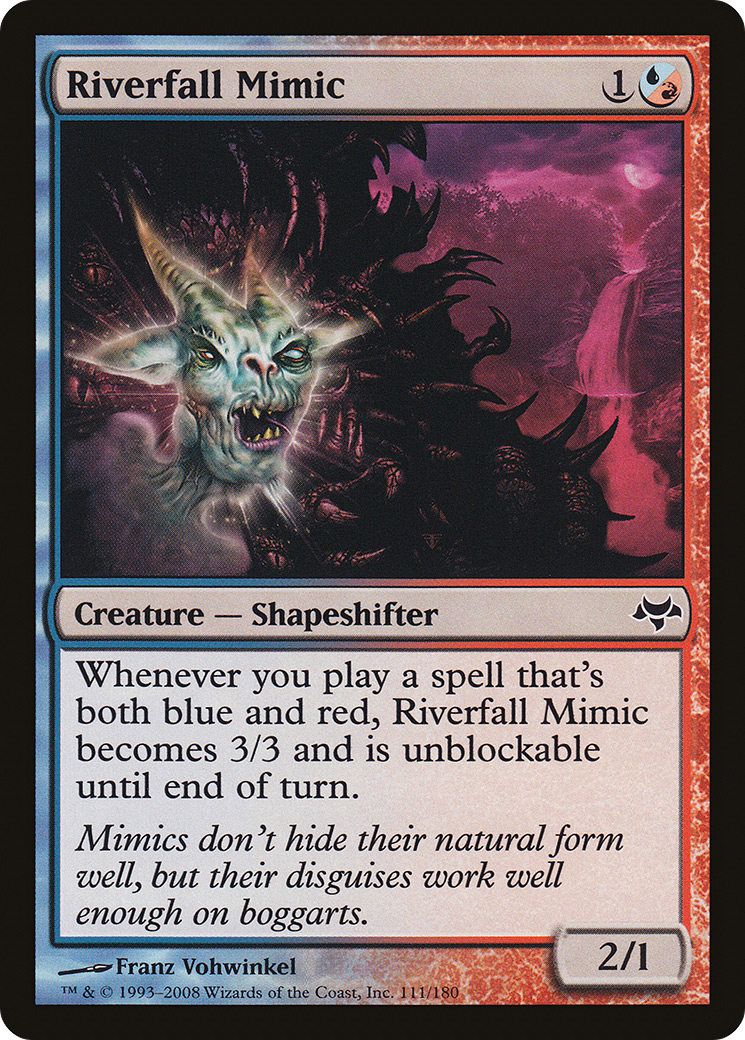 Riverfall Mimic 1
Creature — Shapeshifter
Whenever you play a spell that's
both blue and red, Riverfall Mimic
becomes 3/3 and is unblockable
until end of turn.
Mimics don't hide their natural form
well, but their disguises work well
enough on boggarts.
2/1
Franz Vohwinkel
™ & © 1993–2008 Wizards of the Coast, Inc. 111/180